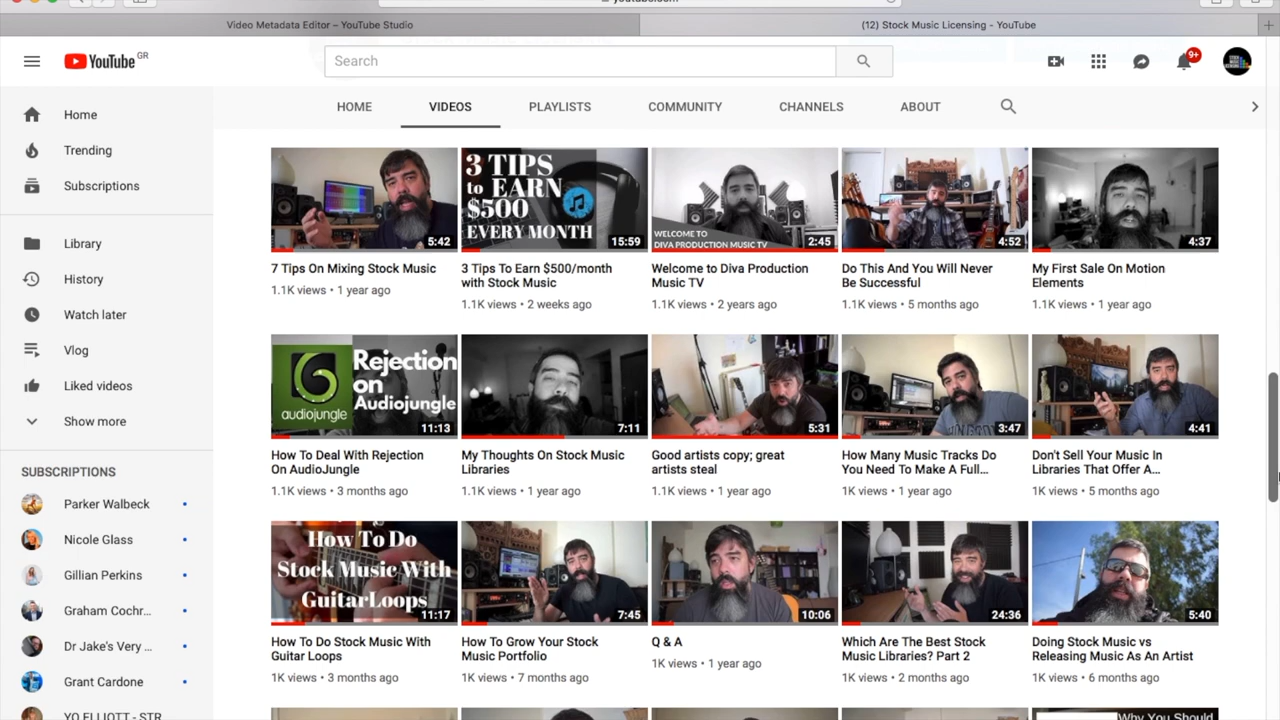 youtube.com
Video Metadata Editor – YouTube Studio
(12) Stock Music Licensing - YouTube
YouTube GR
Search
9+
HOME
VIDEOS
PLAYLISTS
COMMUNITY
CHANNELS
ABOUT
Home
Trending
Subscriptions
Library
History
Watch later
Vlog
Liked videos
Show more
SUBSCRIPTIONS
Parker Walbeck
Nicole Glass
Gillian Perkins
Graham Cochr...
Dr Jake's Very ...
Grant Cardone
YO ELLIOTT - STR
5:42
7 Tips On Mixing Stock Music
1.1K views • 1 year ago
3 TIPS
to EARN
$500
EVERY MONTH
15:59
3 Tips To Earn $500/month
with Stock Music
1.1K views • 2 weeks ago
WELCOME TO
DIVA PRODUCTION MUSIC TV
2:45
Welcome to Diva Production
Music TV
1.1K views • 2 years ago
4:52
Do This And You Will Never
Be Successful
1.1K views • 5 months ago
4:37
My First Sale On Motion
Elements
1.1K views • 1 year ago
Rejection
on
Audiojungle
audiojungle
11:13
How To Deal With Rejection
On AudioJungle
1.1K views • 3 months ago
7:11
My Thoughts On Stock Music
Libraries
1.1K views • 1 year ago
5:31
Good artists copy; great
artists steal
1.1K views • 1 year ago
3:47
How Many Music Tracks Do
You Need To Make A Full...
1K views • 1 year ago
4:41
Don't Sell Your Music In
Libraries That Offer A...
1K views • 5 months ago
How To Do
Stock Music With
GuitarLoops
11:17
How To Do Stock Music With
Guitar Loops
1K views • 3 months ago
7:45
How To Grow Your Stock
Music Portfolio
1K views • 7 months ago
10:06
Q & A
1K views • 1 year ago
24:36
Which Are The Best Stock
Music Libraries? Part 2
1K views • 2 months ago
5:40
Doing Stock Music vs
Releasing Music As An Artist
1K views • 6 months ago
Why You Should